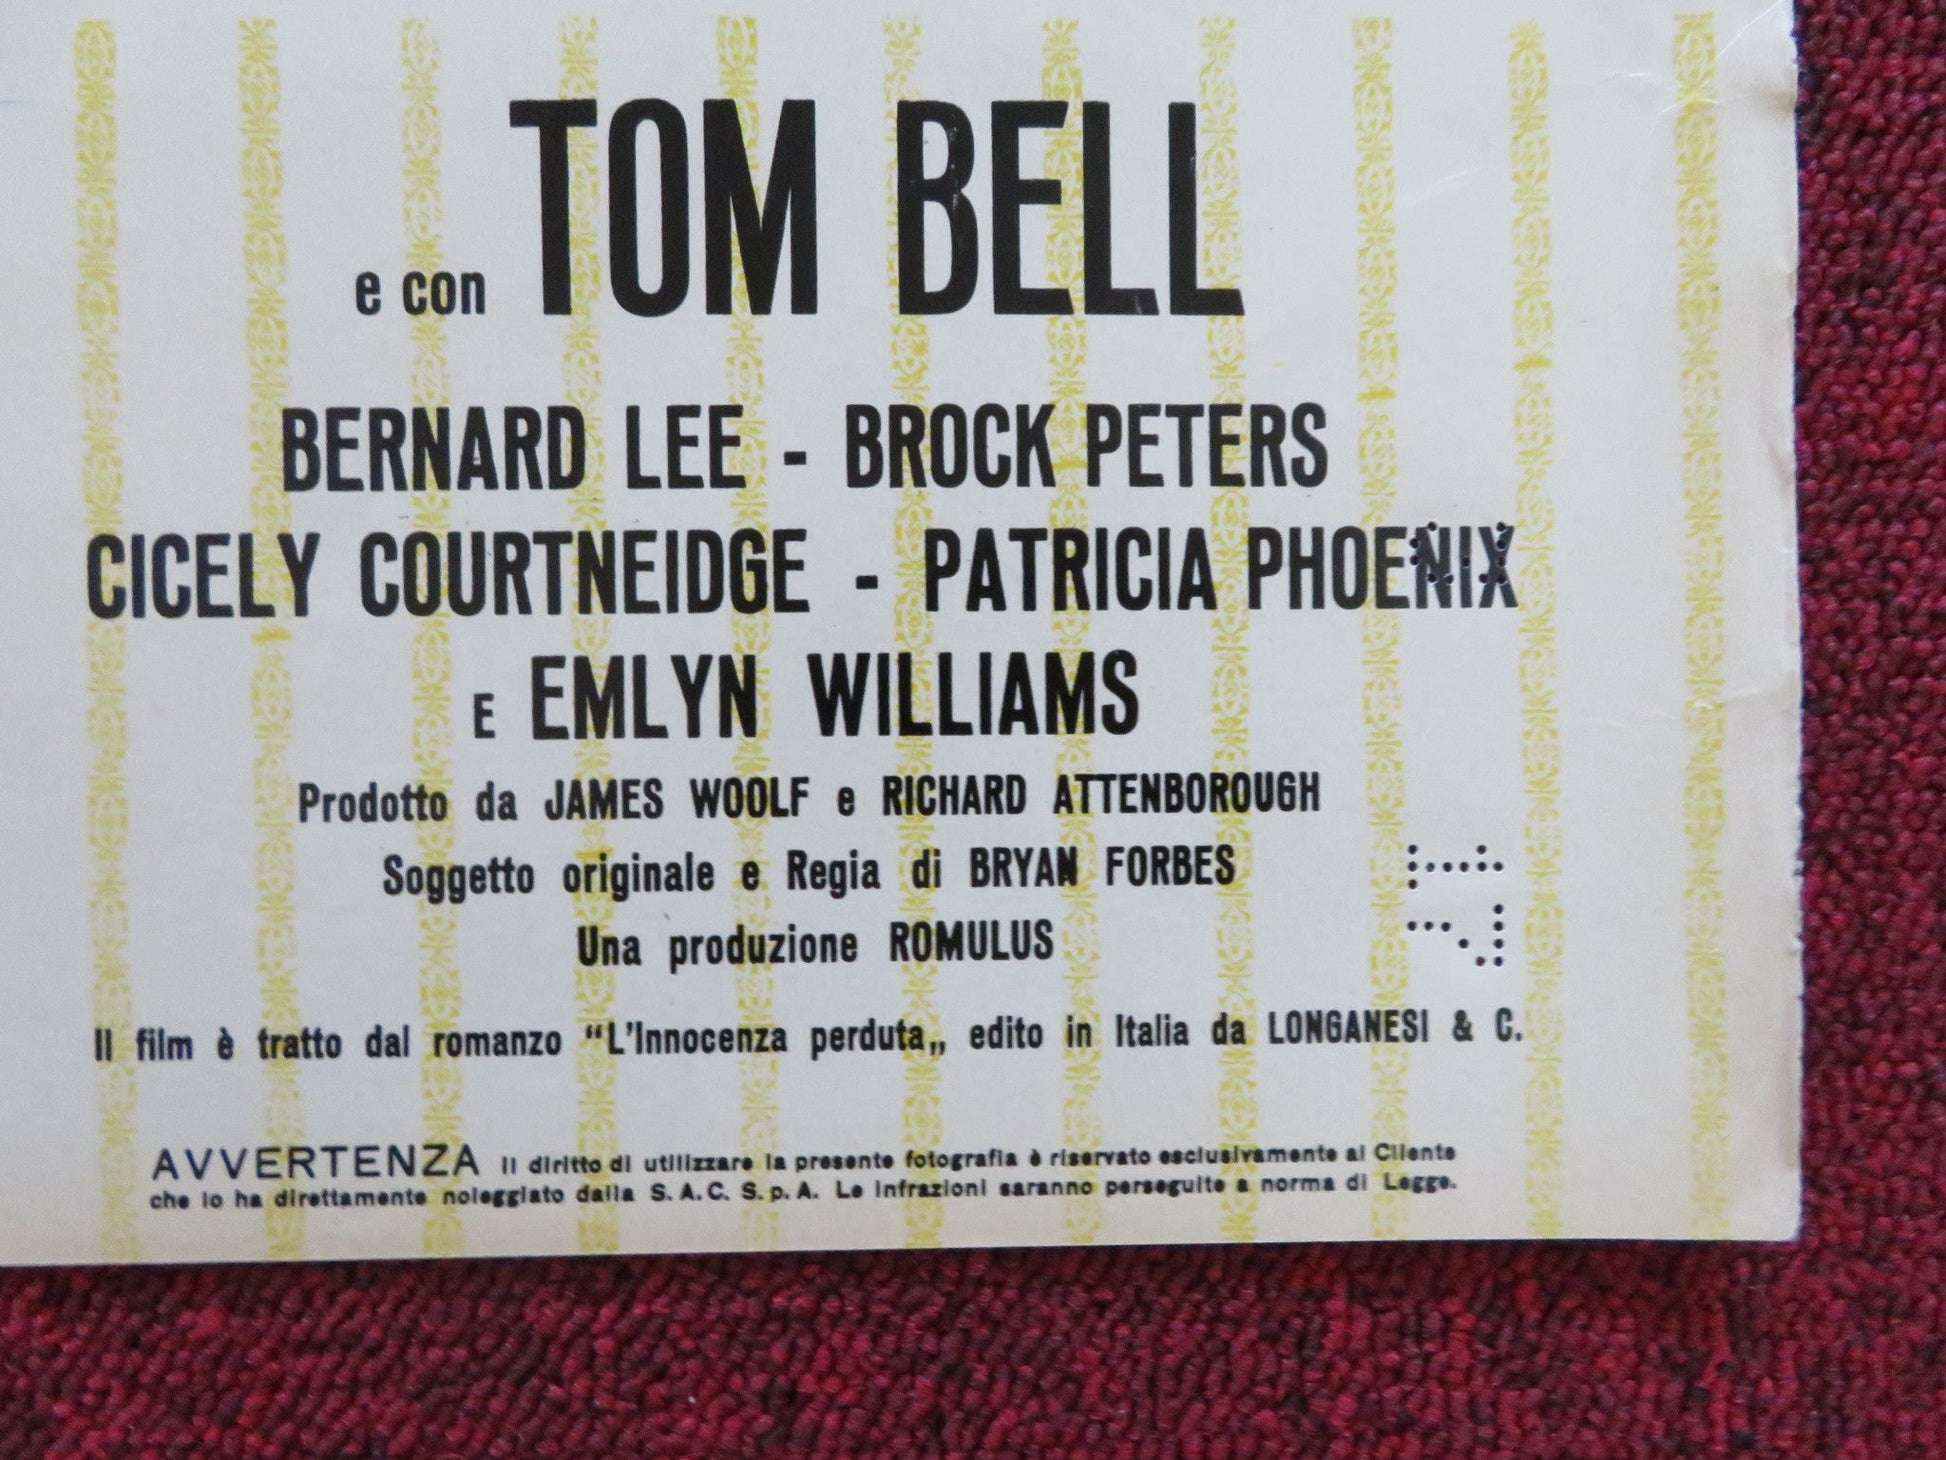 e con TOM BELL
BERNARD LEE - BROCK PETERS
CICELY COURTNEIDGE - PATRICIA PHOENIX
E EMLYN WILLIAMS
Prodotto da JAMES WOOLF e RICHARD ATTENBOROUGH
Soggetto originale e Regia di BRYAN FORBES
Una produzione ROMULUS
Il film è tratto dal romanzo “L'Innocenza perduta„ edito in Italia da LONGANESI & C.
AVVERTENZA Il diritto di utilizzare la presente fotografia è riservato esclusivamente al Cliente
che lo ha direttamente noleggiato dalla S.A.C. S.p.A. Le infrazioni saranno perseguite a norma di Legge.